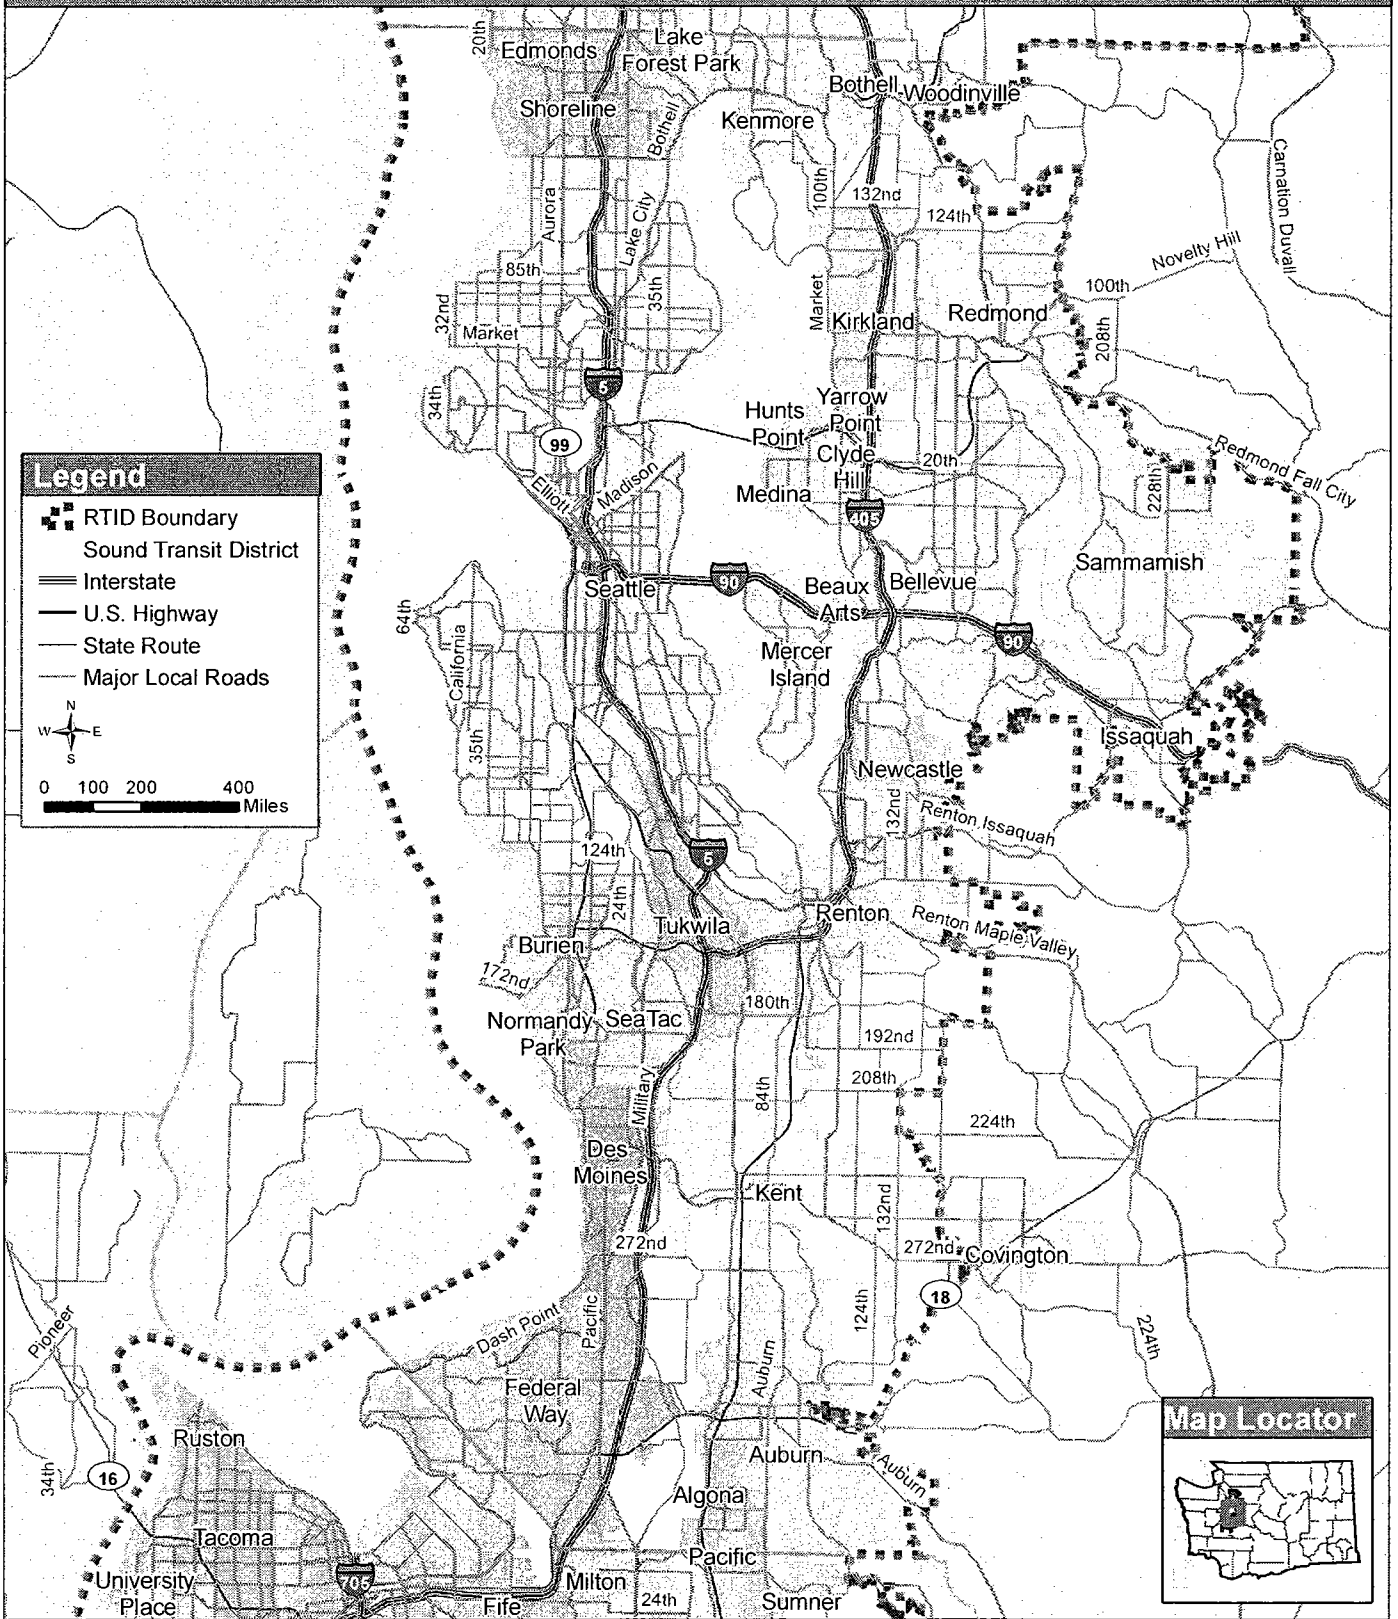 20th
Edmonds
Lake
Forest Park
Bothell
Woodinville
Shoreline
Bothell
Kenmore
Carnation Duvall
Aurora
Lake City
100th
132nd
124th
Novelty Hill
85th
35th
100th
32nd
Market
Market
Kirkland
Redmond
208th
5
34th
Hunts
Point
Yarrow
Point
99
Clyde
Hill
20th
Redmond Fall City
Elliott
Madison
Medina
228th
405
Legend
RTID Boundary
Sound Transit District
Interstate
U.S. Highway
State Route
Major Local Roads
N
W E
S
0 100 200 400
Miles
Sammamish
Seattle
90
Beaux
Arts
Bellevue
64th
California
Mercer
Island
90
35th
Issaquah
Newcastle
132nd
Renton Issaquah
124th
5
24th
Tukwila
Renton
Renton Maple Valley
Burien
172nd
180th
Normandy
Park
SeaTac
192nd
208th
Military
84th
224th
Des
Moines
Kent
132nd
272nd
272nd
Covington
18
Pioneer
Dash Point
Pacific
124th
224th
Auburn
Federal
Way
Map Locator
Ruston
Auburn
34th
16
Auburn
Algona
Tacoma
Pacific
705
University
Place
Milton
Fife
24th
Sumner